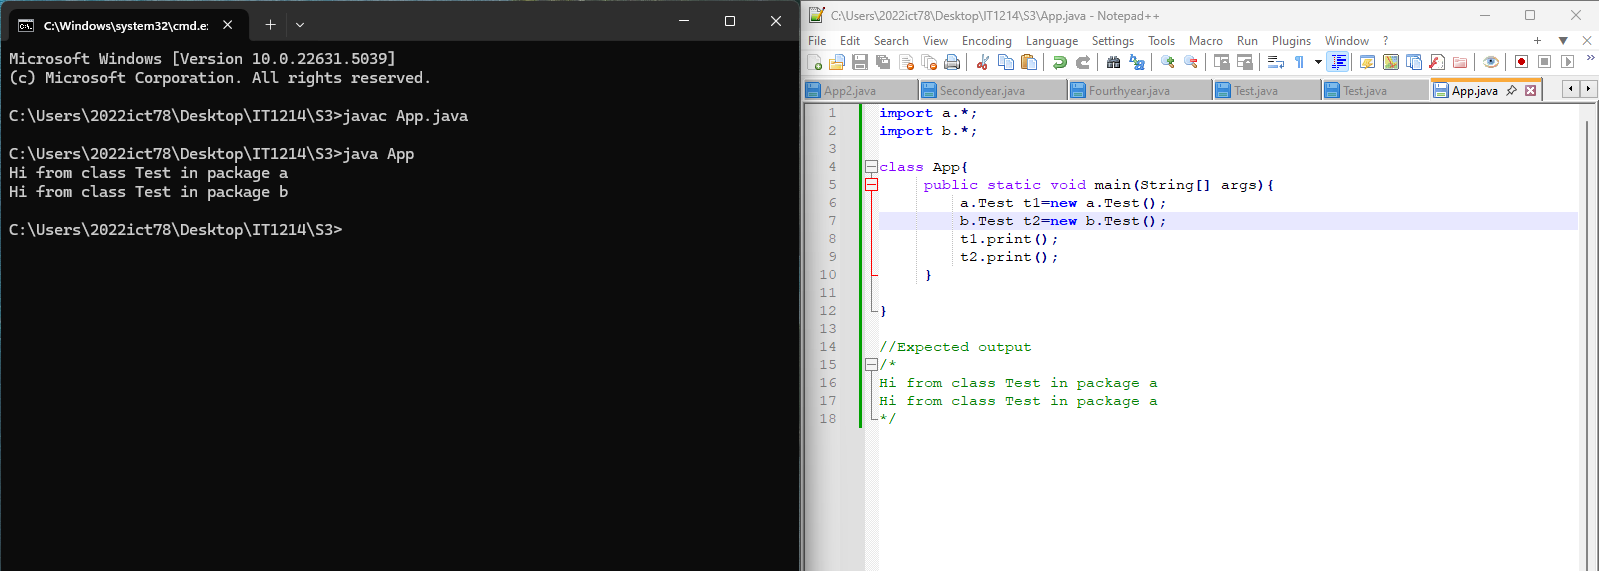 C:\Windows\system32\cmd.e:
Microsoft Windows [Version 10.0.22631.5039]
(c) Microsoft Corporation. All rights reserved.
C:\Users\2022ict78\Desktop\IT1214\S3>javac App.java
C:\Users\2022ict78\Desktop\IT1214\S3>java App
Hi from class Test in package a
Hi from class Test in package b
C:\Users\2022ict78\Desktop\IT1214\S3>
C:\Users\2022ict78\Desktop\IT1214\S3\App.java - Notepad++
File Edit Search View Encoding Language Settings Tools Macro Run Plugins Window ?
App2.java Secondyear.java Fourthyear.java Test.java Test.java App.java
1 import a.*;
2 import b.*;
3
4 class App{
5 public static void main(String[] args){
6 a.Test t1=new a.Test();
7 b.Test t2=new b.Test();
8 t1.print();
9 t2.print();
10 }
11
12 }
13
14 //Expected output
15 /*
16 Hi from class Test in package a
17 Hi from class Test in package a
18 */